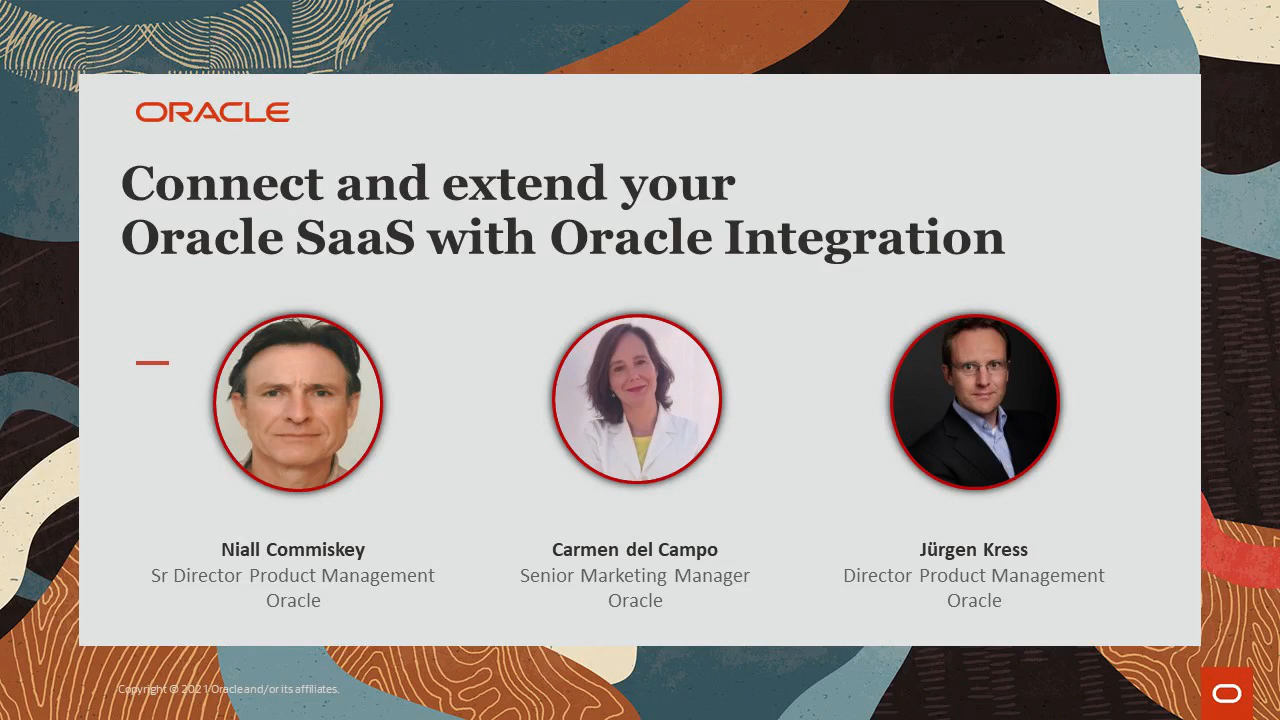 ORACLE
Connect and extend your
Oracle SaaS with Oracle Integration
Niall Commiskey
Sr Director Product Management
Oracle
Carmen del Campo
Senior Marketing Manager
Oracle
Jürgen Kress
Director Product Management
Oracle
Copyright © 2021 Oracle and/or its affiliates.